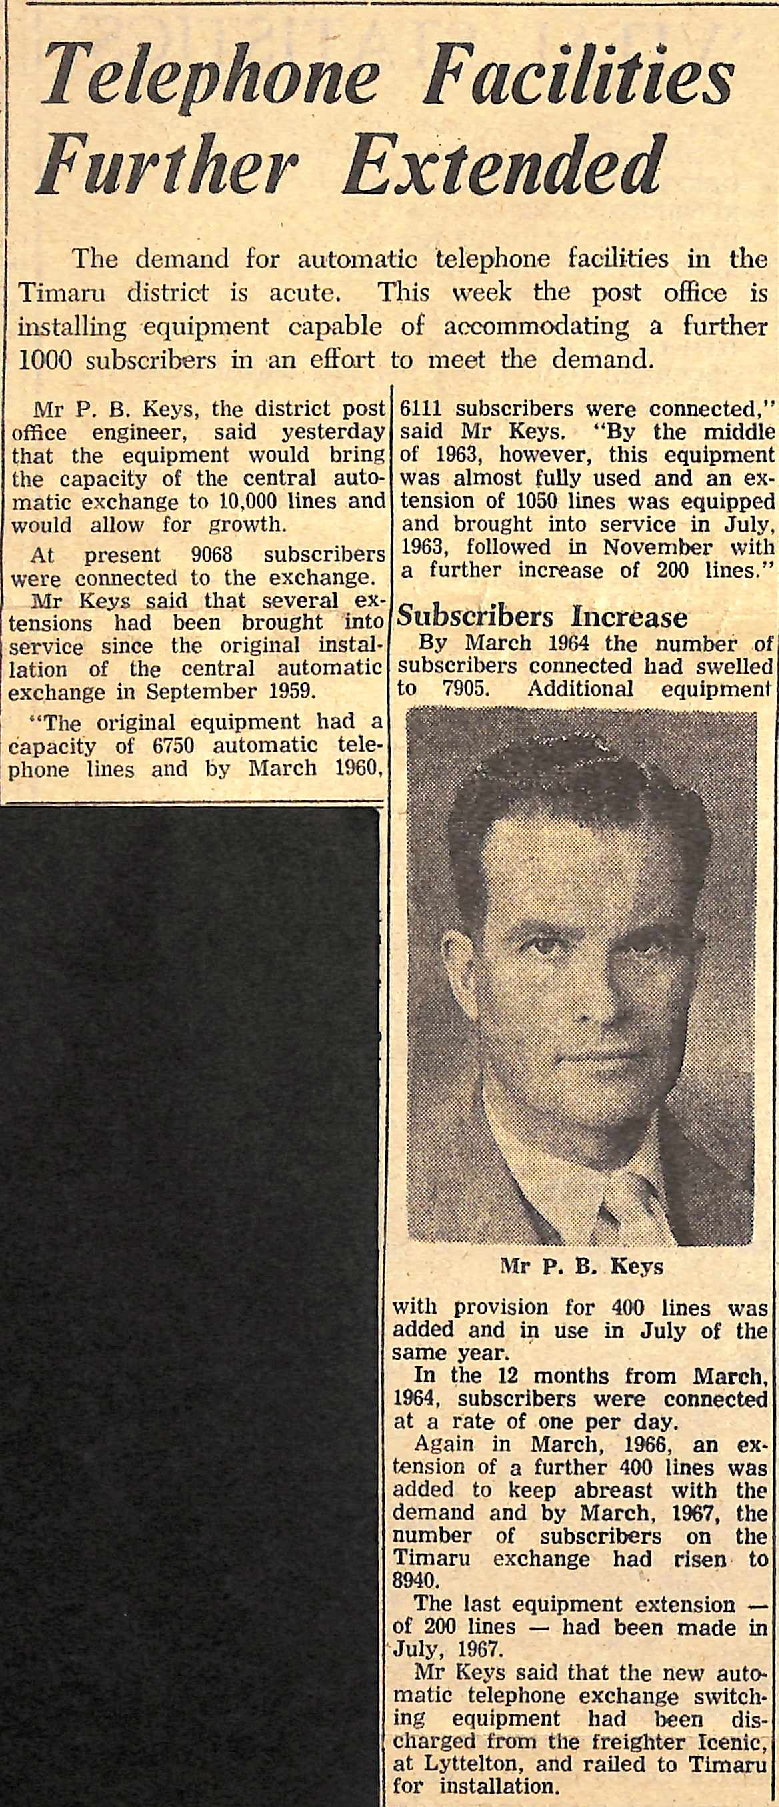 Telephone Facilities
Further Extended
The demand for automatic telephone facilities in the
Timaru district is acute. This week the post office is
installing equipment capable of accommodating a further
1000 subscribers in an effort to meet the demand.
Mr P. B. Keys, the district post
office engineer, said yesterday
that the equipment would bring
the capacity of the central auto-
matic exchange to 10,000 lines and
would allow for growth.
At present 9068 subscribers
were connected to the exchange.
Mr Keys said that several ex-
tensions had been brought into
service since the original instal-
lation of the central automatic
exchange in September 1959.
"The original equipment had a
capacity of 6750 automatic tele-
phone lines and by March 1960,
6111 subscribers were connected,"
said Mr Keys. "By the middle
of 1963, however, this equipment
was almost fully used and an ex-
tension of 1050 lines was equipped
and brought into service in July,
1963, followed in November with
a further increase of 200 lines."
Subscribers Increase
By March 1964 the number of
subscribers connected had swelled
to 7905. Additional equipment
Mr P. B. Keys
with provision for 400 lines was
added and in use in July of the
same year.
In the 12 months from March,
1964, subscribers were connected
at a rate of one per day.
Again in March, 1966, an ex-
tension of a further 400 lines was
added to keep abreast with the
demand and by March, 1967, the
number of subscribers on the
Timaru exchange had risen to
8940.
The last equipment extension —
of 200 lines — had been made in
July, 1967.
Mr Keys said that the new auto-
matic telephone exchange switch-
ing equipment had been dis-
charged from the freighter Icenic,
at Lyttelton, and railed to Timaru
for installation.